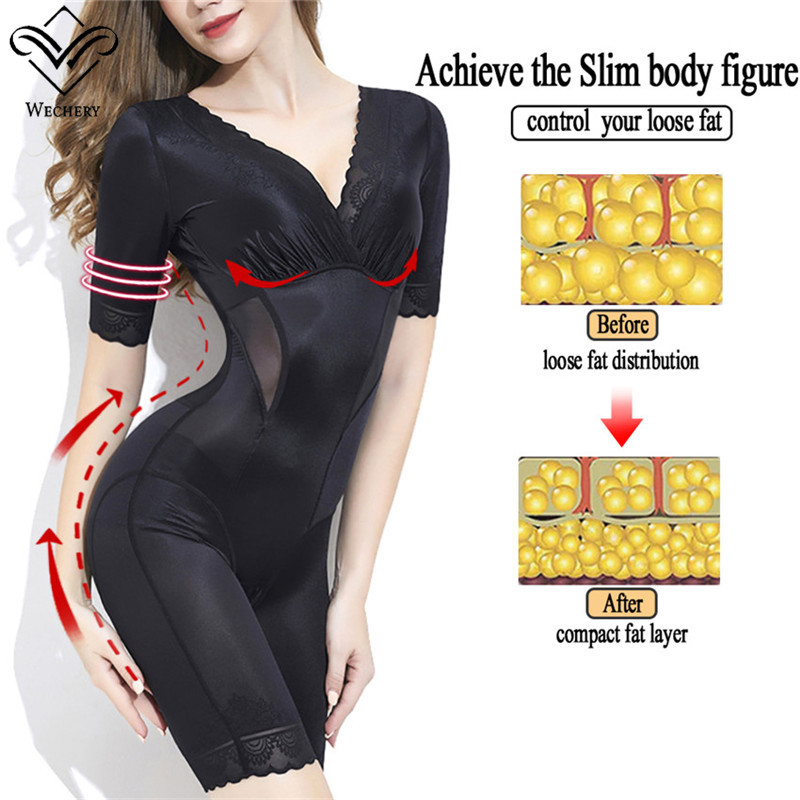 WECHERY
Achieve the Slim body figure
control your loose fat
Before
loose fat distribution
After
compact fat layer